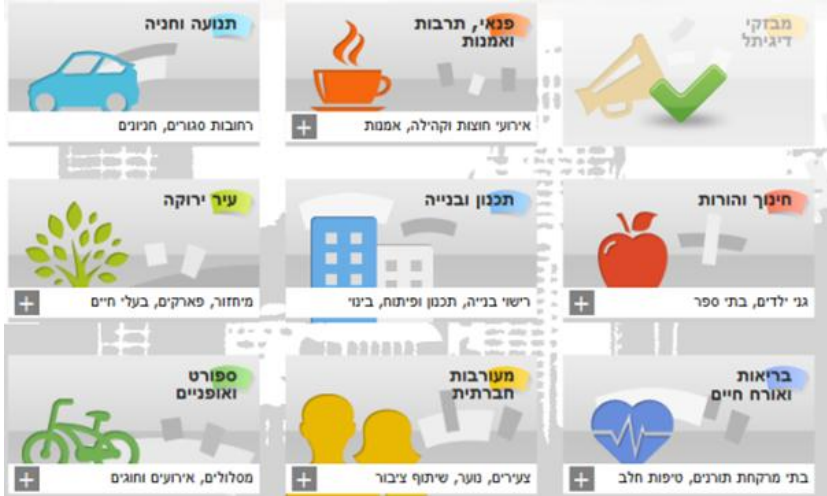 מבזקי
דיגיתל
פנאי, תרבות
ואמנות
אירועי חוצות וקהילה, אמנות
תנועה וחניה
רחובות סגורים, חניונים
חינוך והורות
גני ילדים, בתי ספר
תכנון ובנייה
רישוי בנייה, תכנון ופיתוח, בינוי
עיר ירוקה
מיחזור, פארקים, בעלי חיים
בריאות
ואורח חיים
בתי מרקחת תורנים, טיפות חלב
מעורבות
חברתית
צעירים, נוער, שיתוף ציבור
ספורט
ואופניים
מסלולים, אירועים וחוגים